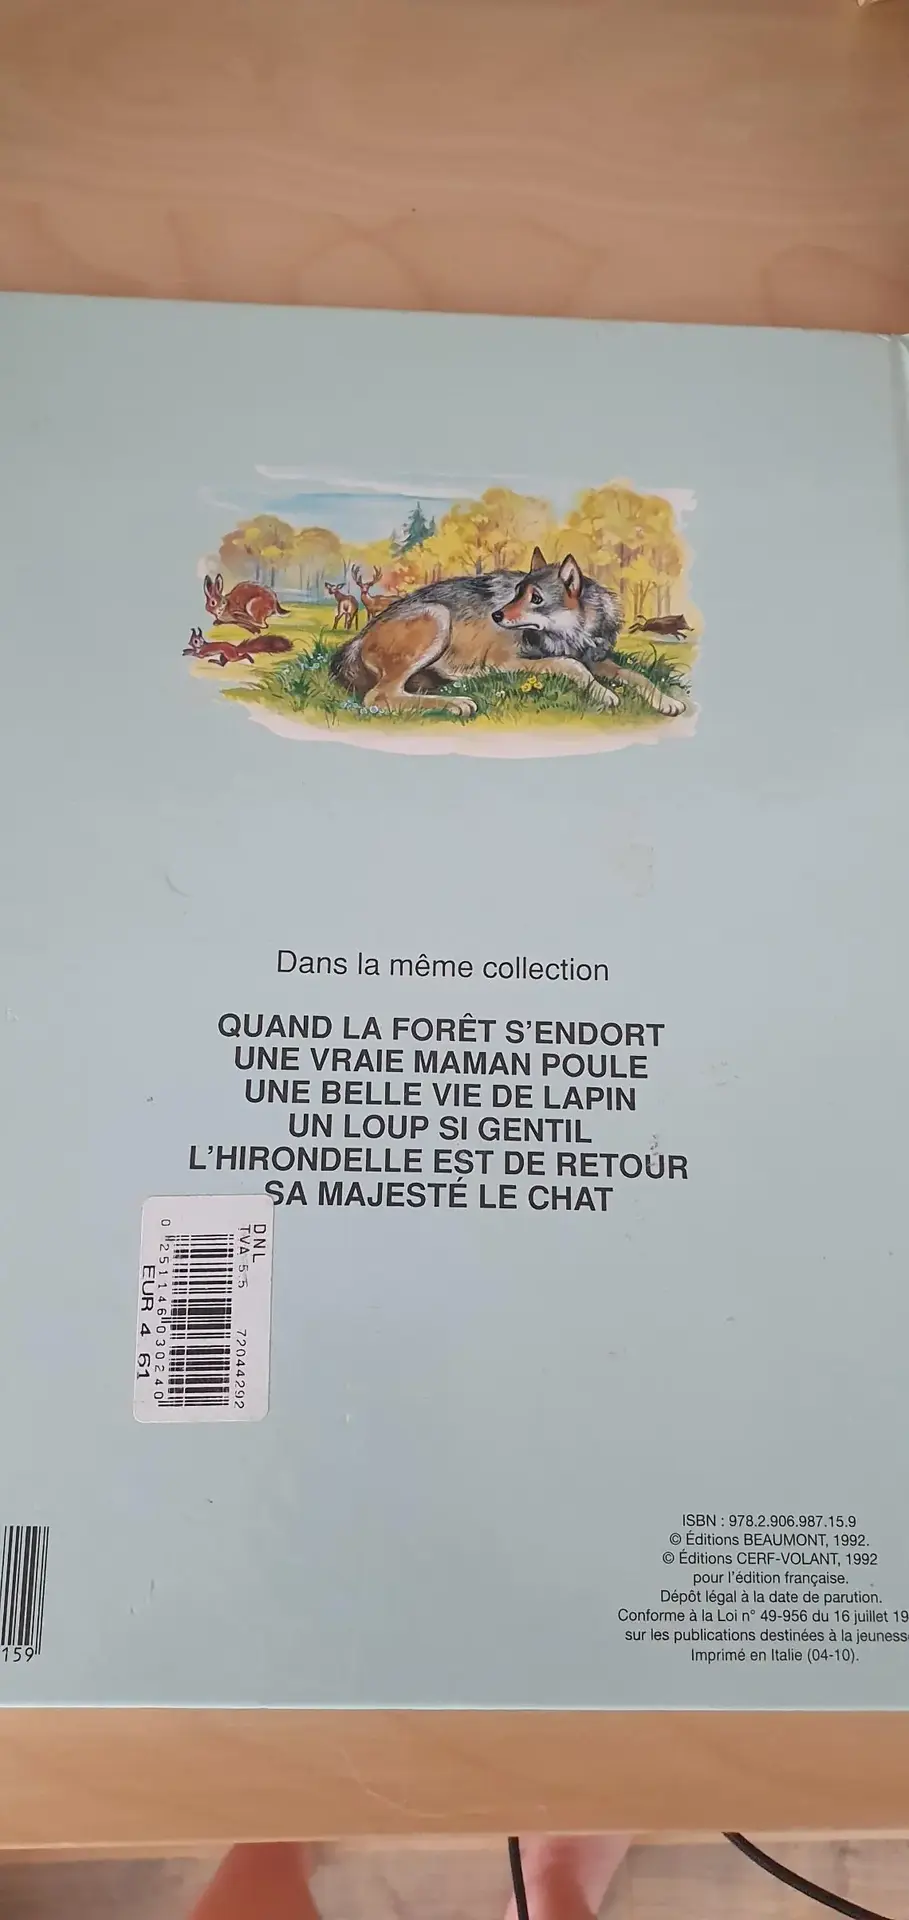 Dans la même collection
QUAND LA FORÊT S'ENDORT
UNE VRAIE MAMAN POULE
UNE BELLE VIE DE LAPIN
UN LOUP SI GENTIL
L'HIRONDELLE EST DE RETOUR
SA MAJESTÉ LE CHAT
DNL
TVA 5.5 72044292
0 251146 030240
EUR 4 61
ISBN : 978.2.906.987.15.9
© Éditions BEAUMONT, 1992.
© Éditions CERF-VOLANT, 1992
pour l'édition française.
Dépôt légal à la date de parution.
Conforme à la Loi n° 49-956 du 16 juillet 19
sur les publications destinées à la jeuness
Imprimé en Italie (04-10).
159